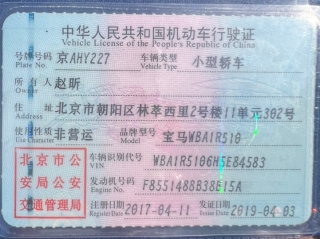 中华人民共和国机动车行驶证
Vehicle License of the People's Republic of China
号牌号码 京AHY227 车辆类型 小型轿车
Plate No. Vehicle Type
所有人 赵昕
Owner
住址 北京市朝阳区林萃西里2号楼11单元302号
Address
使用性质 非营运 品牌型号 宝马WBA1R510
Use Character Model
北京市公 车辆识别代号 WBA1R5106H5E84583
VIN
安局公安 发动机号码 F8551488B38B15A
Engine No.
交通管理局 注册日期 2017-04-11 发证日期 2019-04-03
Register Date Issue Date